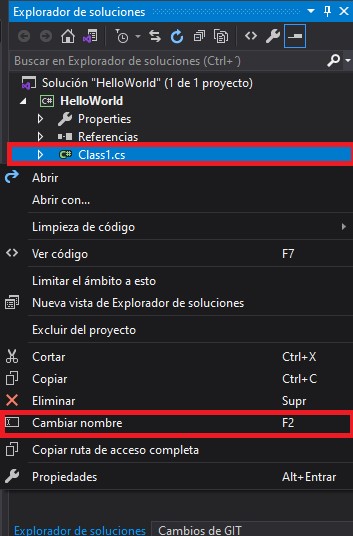 Explorador de soluciones
Buscar en Explorador de soluciones (Ctrl+´)
Solución "HelloWorld" (1 de 1 proyecto)
C# HelloWorld
Properties
Referencias
C# Class1.cs
Abrir
Abrir con...
Limpieza de código
Ver código F7
Limitar el ámbito a esto
Nueva vista de Explorador de soluciones
Excluir del proyecto
Cortar Ctrl+X
Copiar Ctrl+C
Eliminar Supr
Cambiar nombre F2
Copiar ruta de acceso completa
Propiedades Alt+Entrar
Explorador de soluciones Cambios de GIT